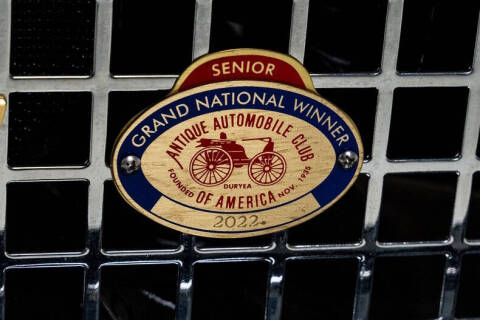 SENIOR
GRAND NATIONAL WINNER
ANTIQUE AUTOMOBILE CLUB
FOUNDED
DURYEA
NOV. 1935
OF AMERICA
2022